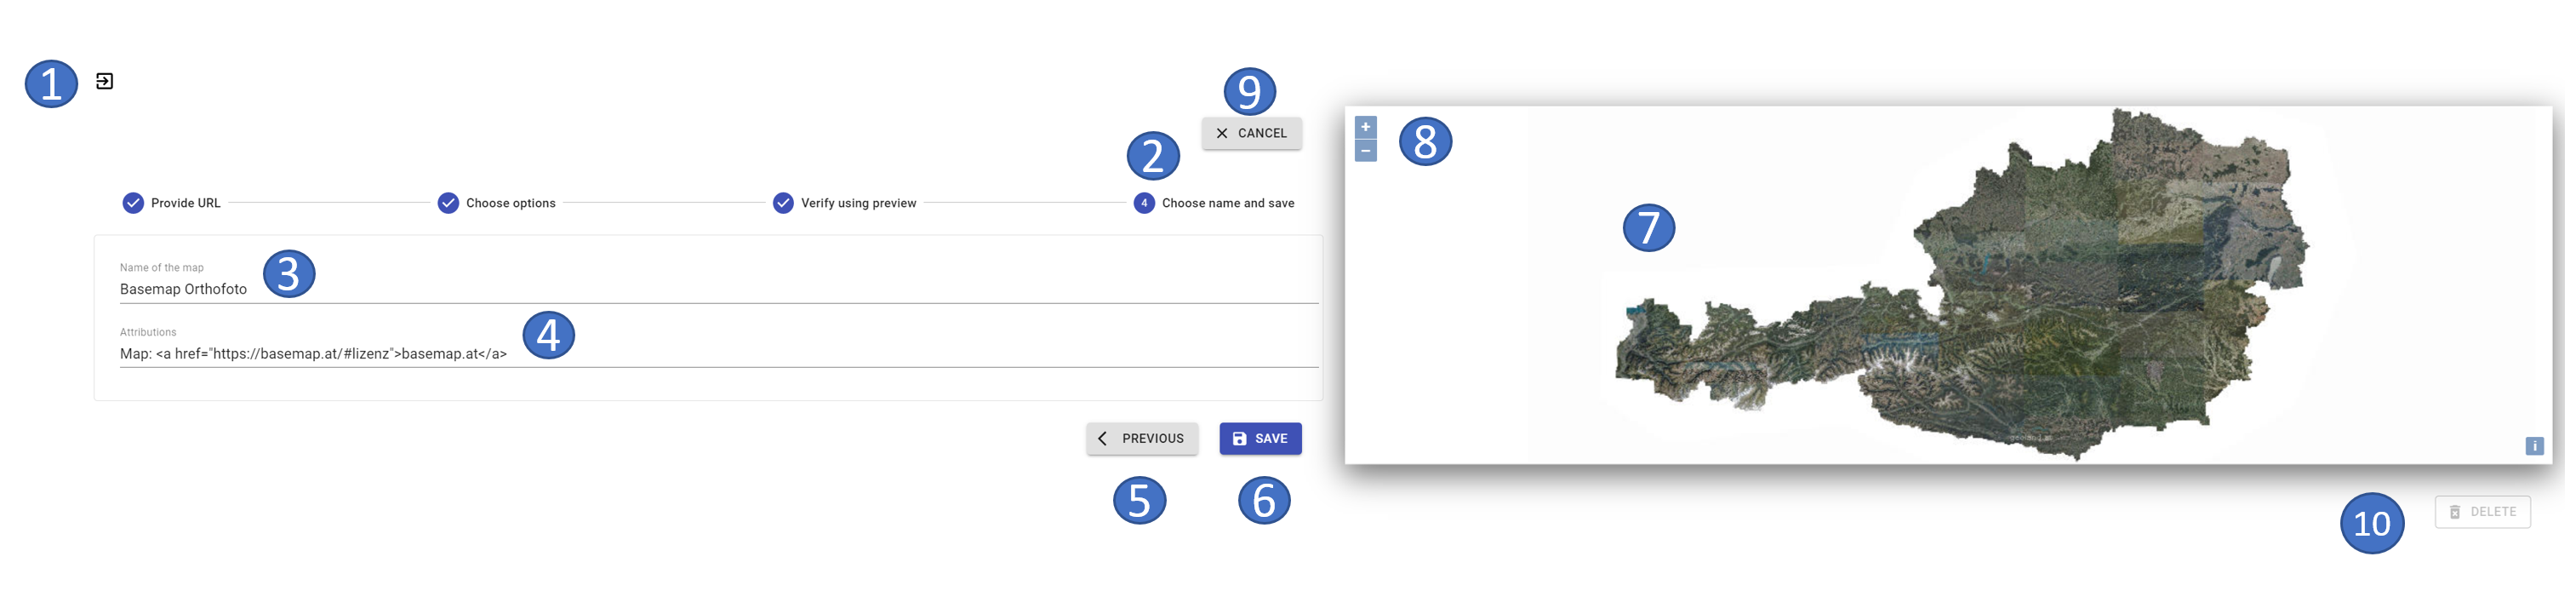 1
9
CANCEL
2
8
+
−
Provide URL
Choose options
Verify using preview
4 Choose name and save
7
Name of the map
3
Basemap Orthofoto
Attributions
4
Map: <a href="https://basemap.at/#lizenz">basemap.at</a>
PREVIOUS
SAVE
i
5
6
10
DELETE